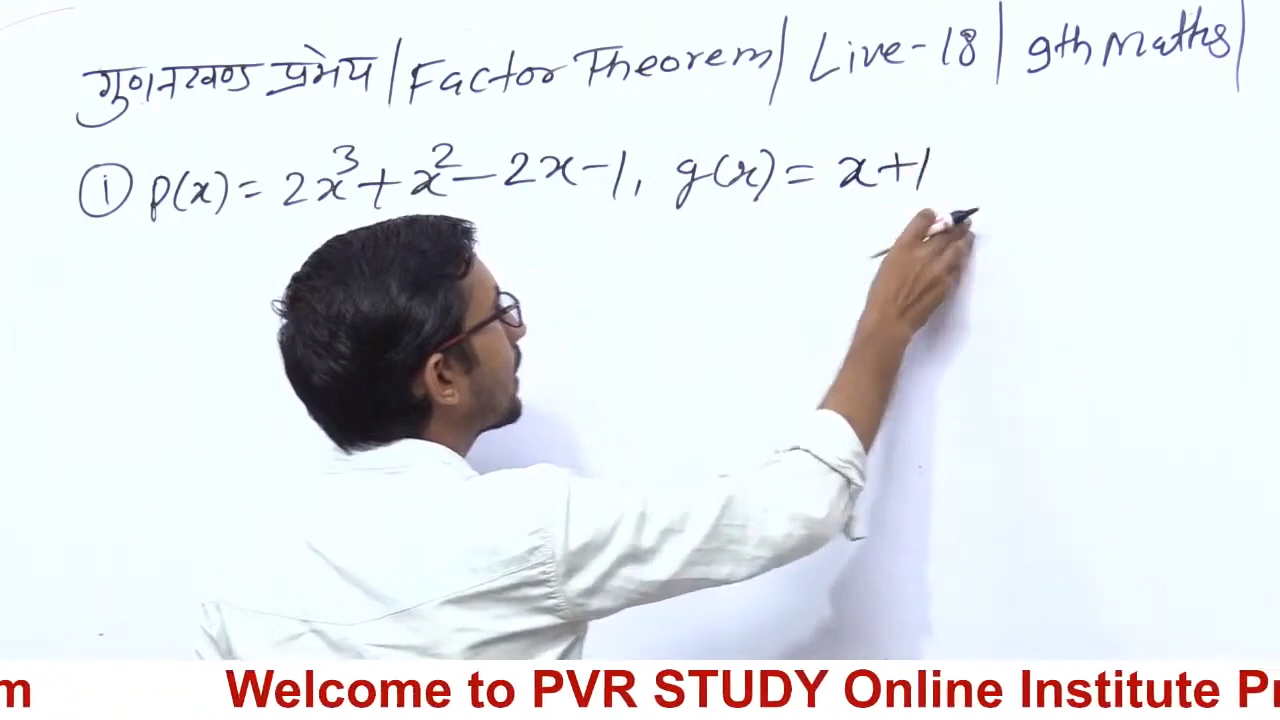 गुणनखण्ड प्रमेय | Factor Theorem | Live-18 | 9th Maths |
① p(x) = 2x³ + x² - 2x - 1, g(x) = x + 1
m Welcome to PVR STUDY Online Institute Pr